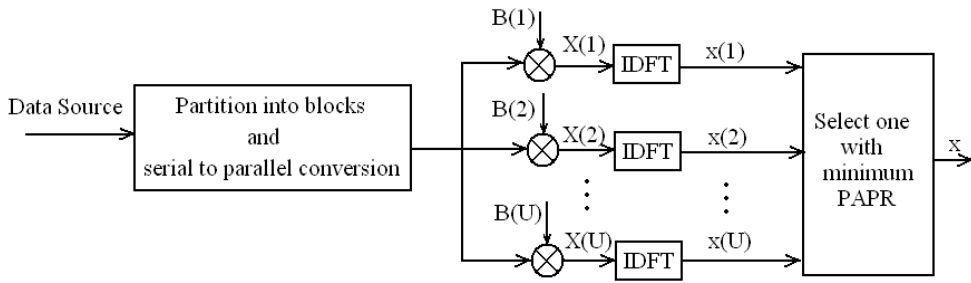 Data Source
Partition into blocks
and
serial to parallel conversion
B(1)
X(1)
IDFT
x(1)
B(2)
X(2)
IDFT
x(2)
B(U)
X(U)
IDFT
x(U)
Select one
with
minimum
PAPR
x